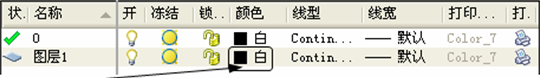 状. 名称 开 冻结 锁... 颜色 线型 线宽 打印... 打.
0 白 Contin... 默认 Color_7
图层1 白 Contin... 默认 Color_7